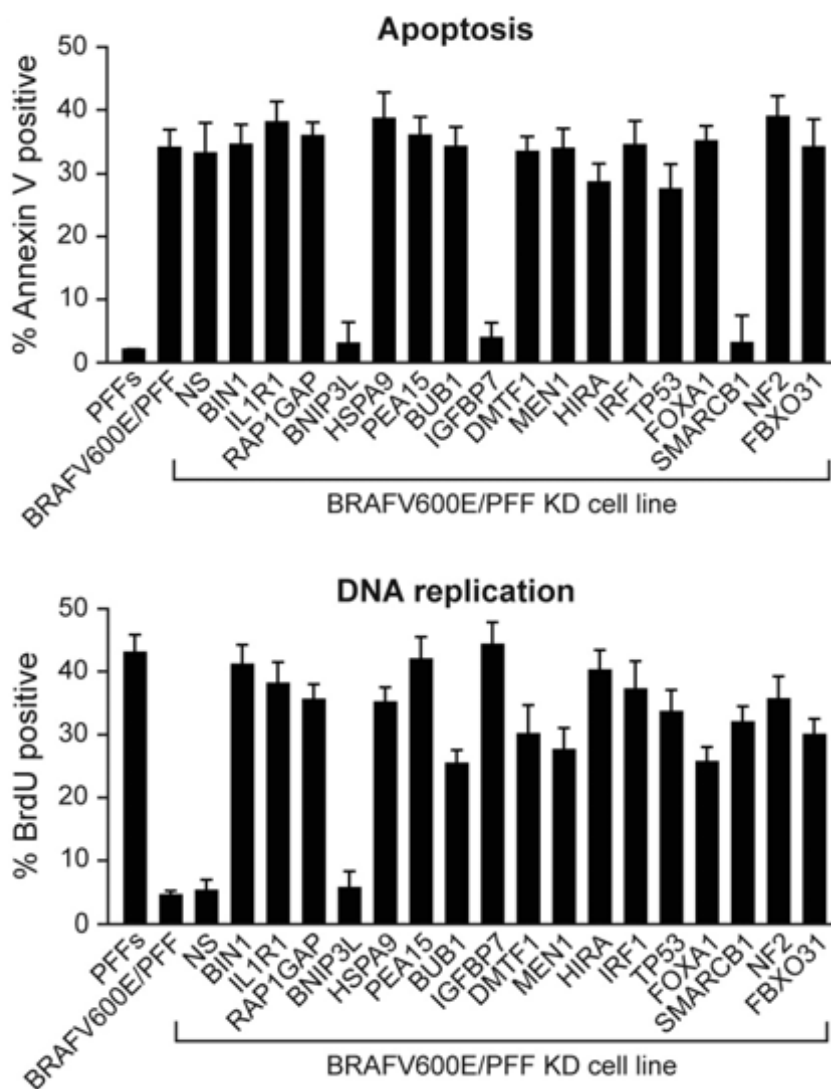 Apoptosis
% Annexin V positive
50
40
30
20
10
0
PFFs
BRAFV600E/PFF
NS
BIN1
IL1R1
RAP1GAP
BNIP3L
HSPA9
PEA15
BUB1
IGFBP7
DMTF1
MEN1
HIRA
IRF1
TP53
FOXA1
SMARCB1
NF2
FBXO31
BRAFV600E/PFF KD cell line
DNA replication
% BrdU positive
50
40
30
20
10
0
PFFs
BRAFV600E/PFF
NS
BIN1
IL1R1
RAP1GAP
BNIP3L
HSPA9
PEA15
BUB1
IGFBP7
DMTF1
MEN1
HIRA
IRF1
TP53
FOXA1
SMARCB1
NF2
FBXO31
BRAFV600E/PFF KD cell line